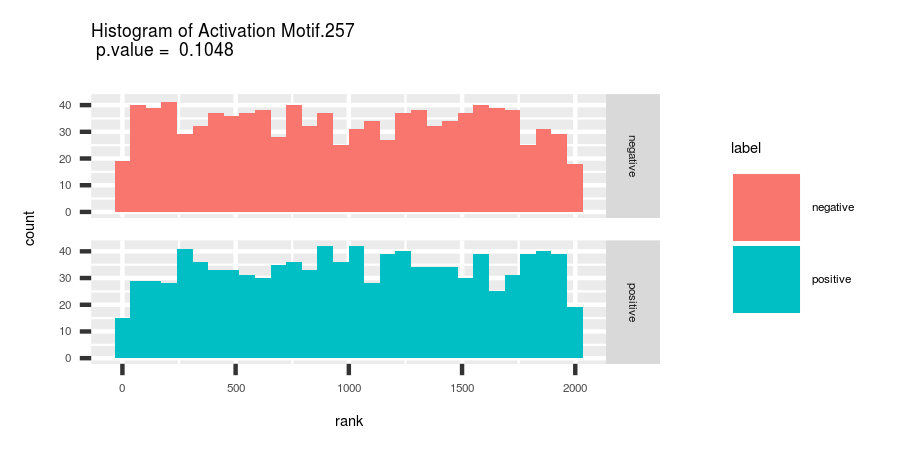 Histogram of Activation Motif.257
p.value =  0.1048
count
40
30
20
10
0
negative
40
30
20
10
0
positive
0
500
1000
1500
2000
rank
label
negative
positive